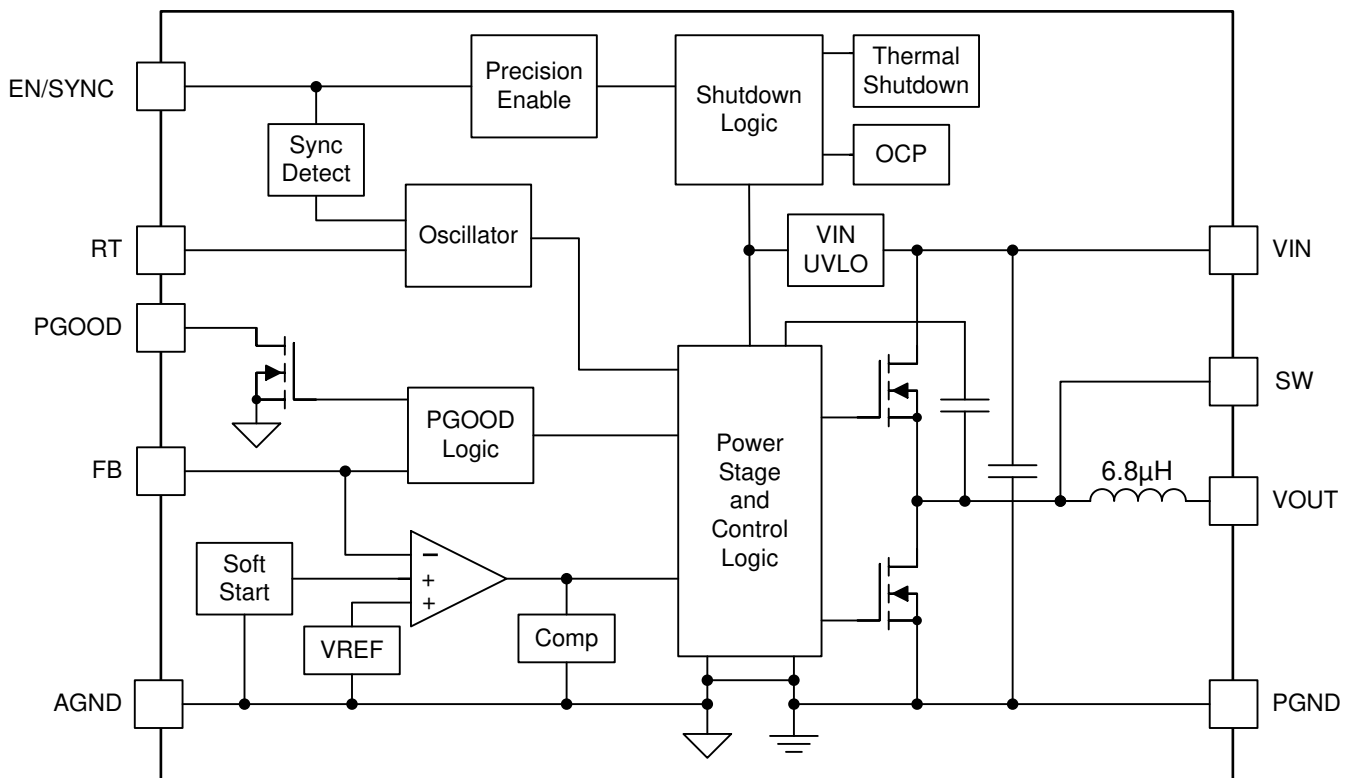 EN/SYNC
Precision
Enable
Shutdown
Logic
Thermal
Shutdown
OCP
Sync
Detect
RT
Oscillator
VIN
UVLO
VIN
PGOOD
PGOOD
Logic
SW
FB
Power
Stage
and
Control
Logic
6.8µH
VOUT
Soft
Start
−
+
+
VREF
Comp
AGND
PGND